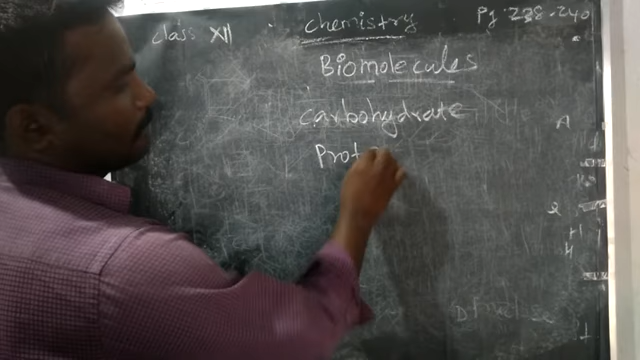 class XII
Chemistry
Pg: 238-240
Biomolecules
carbohydrate
Prot